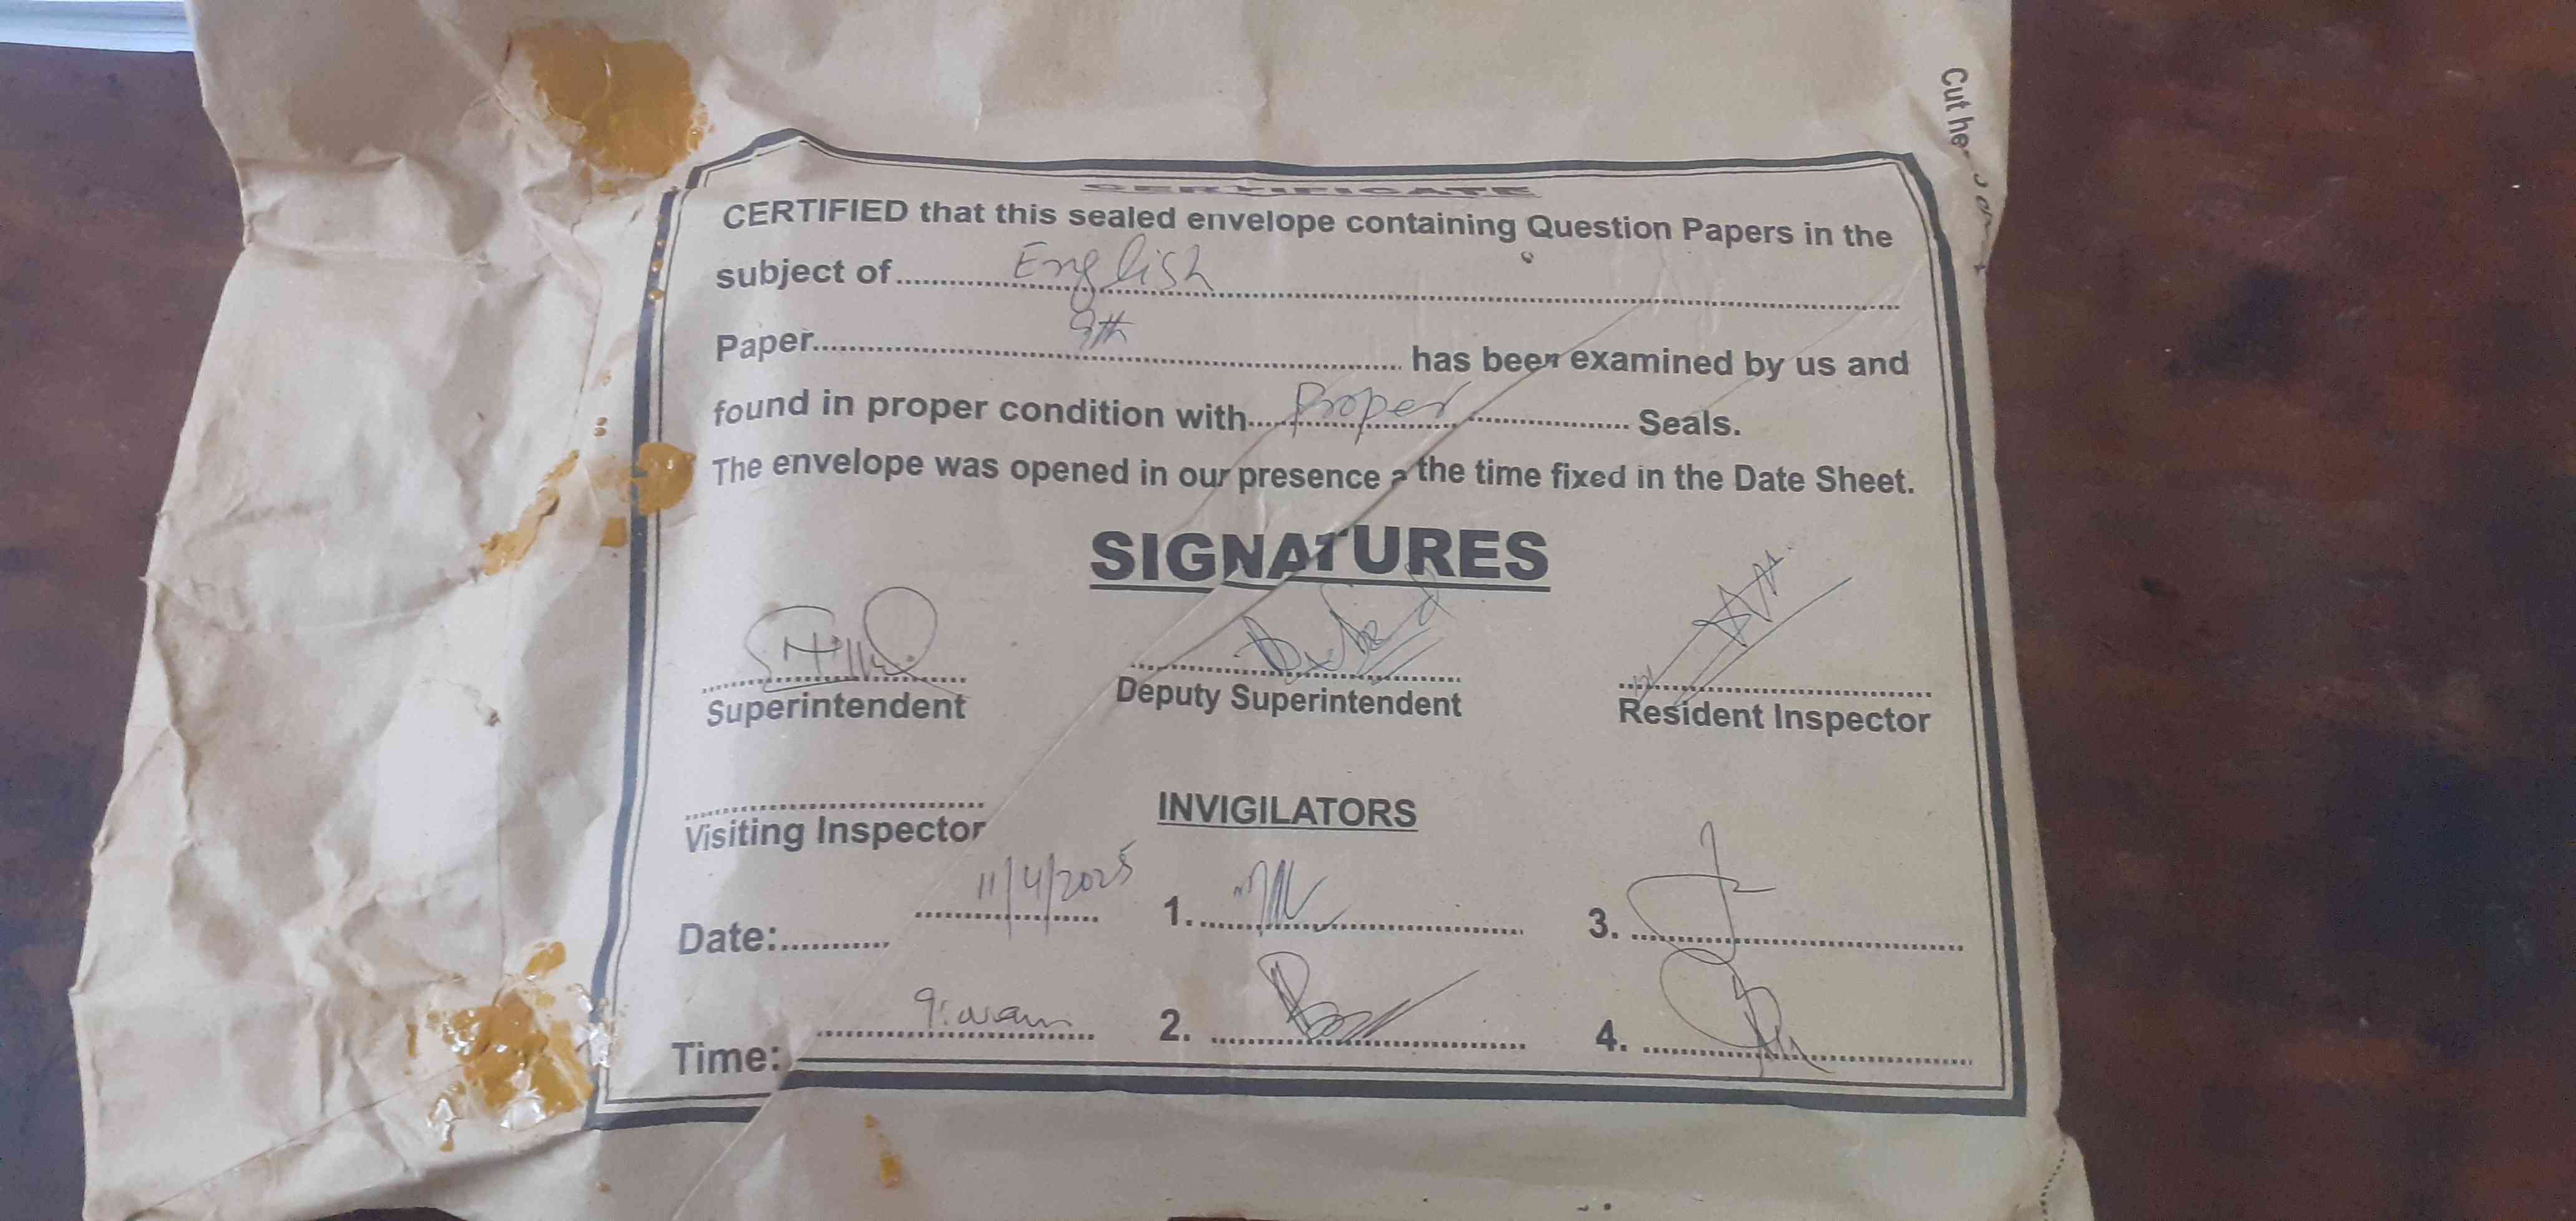 Cut he
CERTIFICATE
CERTIFIED that this sealed envelope containing Question Papers in the
subject of English
Paper 9th has been examined by us and
found in proper condition with Proper Seals.
The envelope was opened in our presence a the time fixed in the Date Sheet.
SIGNATURES
Superintendent Deputy Superintendent Resident Inspector
Visiting Inspector INVIGILATORS
Date: 11/4/2025 1. 3.
Time: 2. 4.